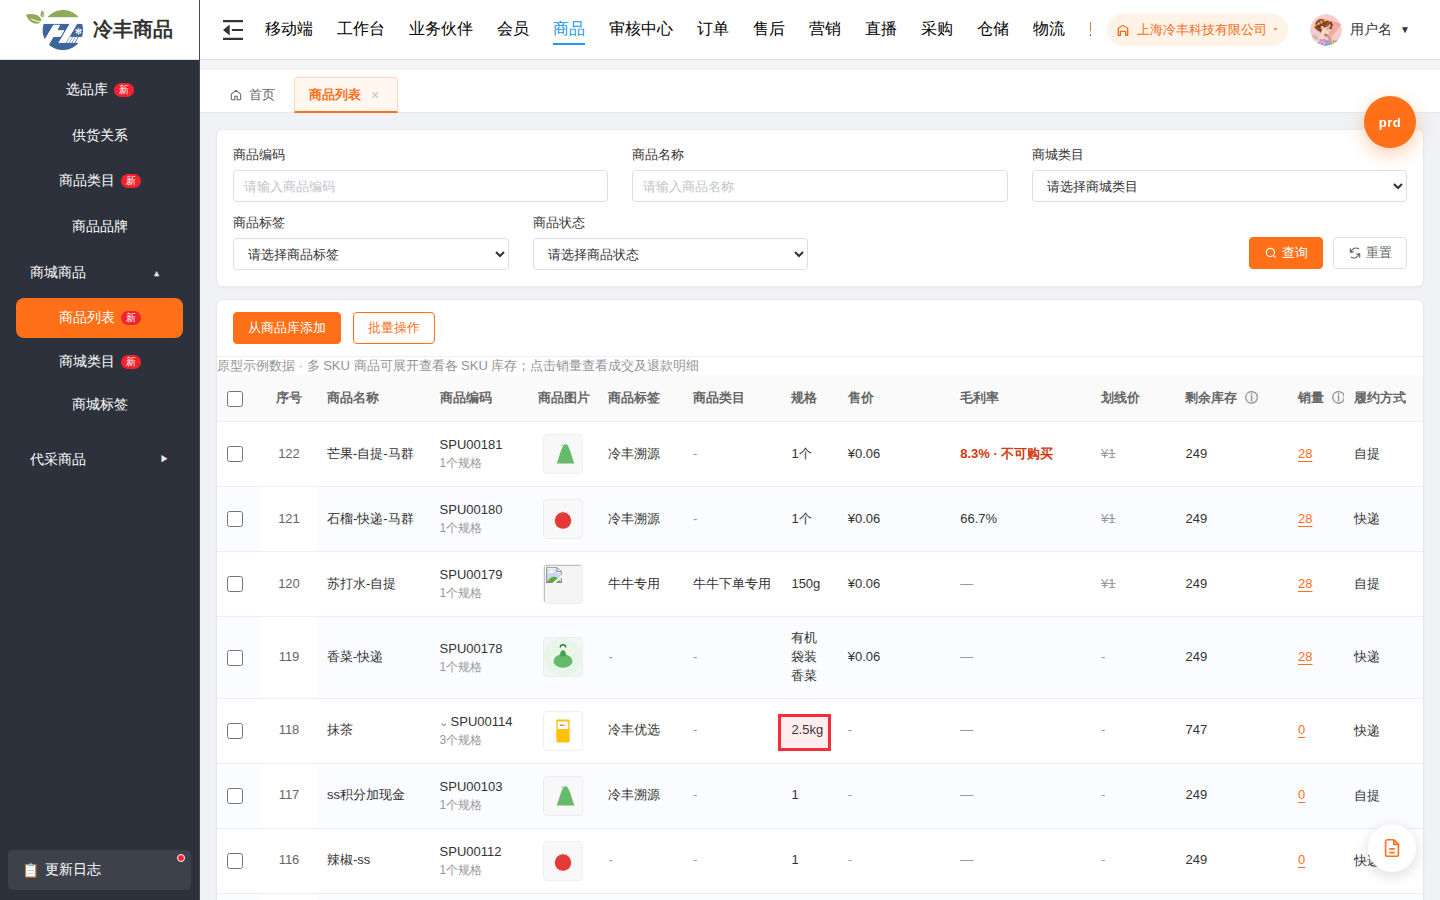 冷丰商品
移动端 工作台 业务伙伴 会员 商品 审核中心 订单 售后 营销 直播 采购 仓储 物流
上海冷丰科技有限公司
用户名 ▼
选品库 新
供货关系
商品类目 新
商品品牌
商城商品 ▲
商品列表 新
商城类目 新
商城标签
代采商品 ▶
更新日志
首页
商品列表 ×
prd
商品编码 商品名称 商城类目
请输入商品编码 请输入商品名称 请选择商城类目
商品标签 商品状态
请选择商品标签 请选择商品状态 查询 重置
从商品库添加 批量操作
原型示例数据 · 多 SKU 商品可展开查看各 SKU 库存；点击销量查看成交及退款明细
序号 商品名称 商品编码 商品图片 商品标签 商品类目 规格 售价 毛利率 划线价 剩余库存 ⓘ 销量 ⓘ 履约方式
122 芒果-自提-马群 SPU00181 冷丰溯源 - 1个 ¥0.06 8.3% · 不可购买 ¥1 249 28 自提
1个规格
121 石榴-快递-马群 SPU00180 冷丰溯源 - 1个 ¥0.06 66.7% ¥1 249 28 快递
1个规格
120 苏打水-自提 SPU00179 牛牛专用 牛牛下单专用 150g ¥0.06 — ¥1 249 28 自提
1个规格
119 香菜-快递 SPU00178 - - 有机 ¥0.06 — - 249 28 快递
1个规格 袋装
香菜
118 抹茶 SPU00114 冷丰优选 - 2.5kg - — - 747 0 快递
3个规格
117 ss积分加现金 SPU00103 冷丰溯源 - 1 - — - 249 0 自提
1个规格
116 辣椒-ss SPU00112 - - 1 - — - 249 0 快递
1个规格